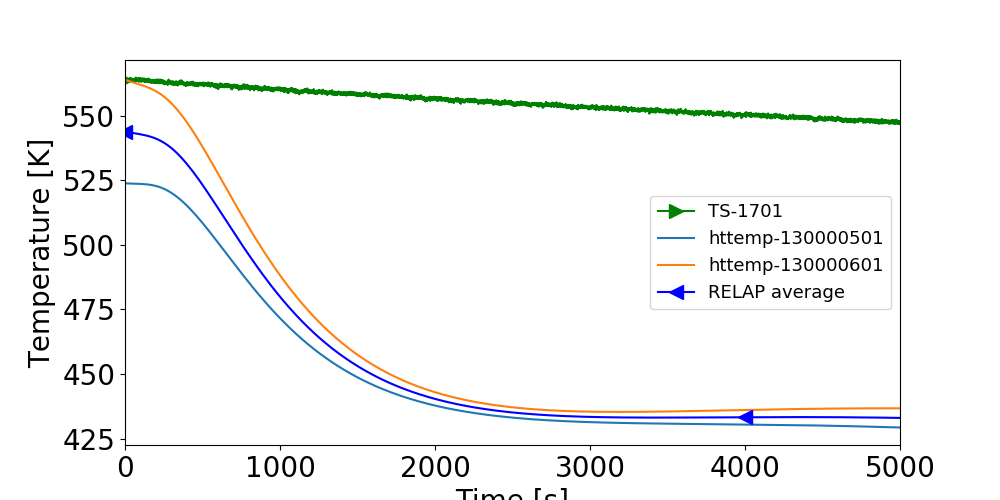 Temperature [K]
550
525
500
475
450
425
TS-1701
httemp-130000501
httemp-130000601
RELAP average
0 1000 2000 3000 4000 5000
Time [s]